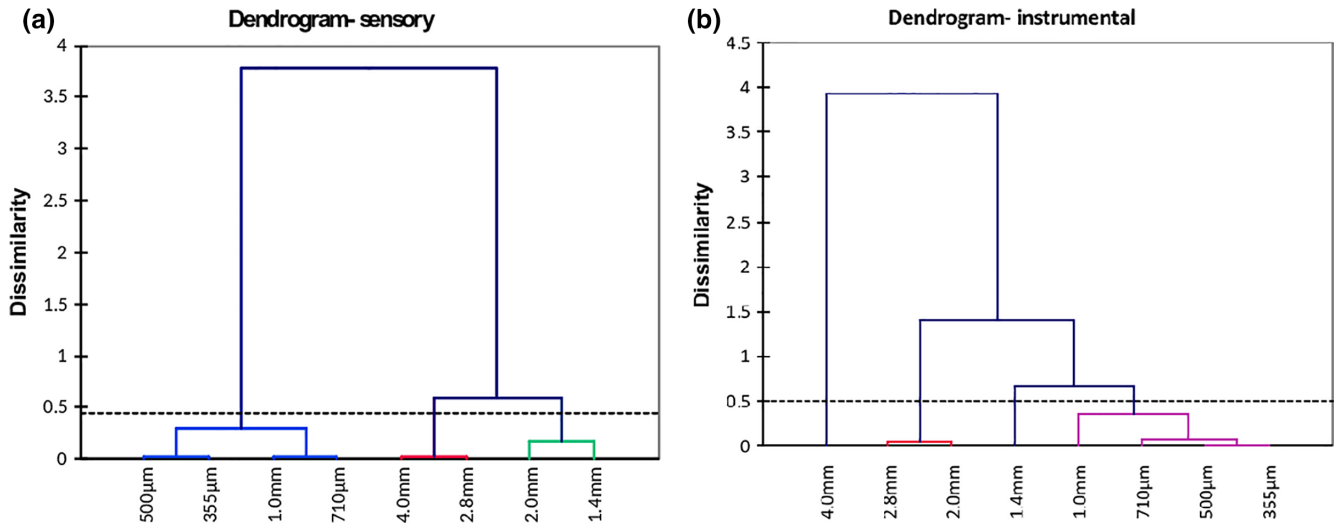 (a)
Dendrogram- sensory
Dissimilarity
4
3.5
3
2.5
2
1.5
1
0.5
0
500µm
355µm
1.0mm
710µm
4.0mm
2.8mm
2.0mm
1.4mm
(b)
Dendrogram- instrumental
Dissimilarity
4.5
4
3.5
3
2.5
2
1.5
1
0.5
0
4.0mm
2.8mm
2.0mm
1.4mm
1.0mm
710µm
500µm
355µm